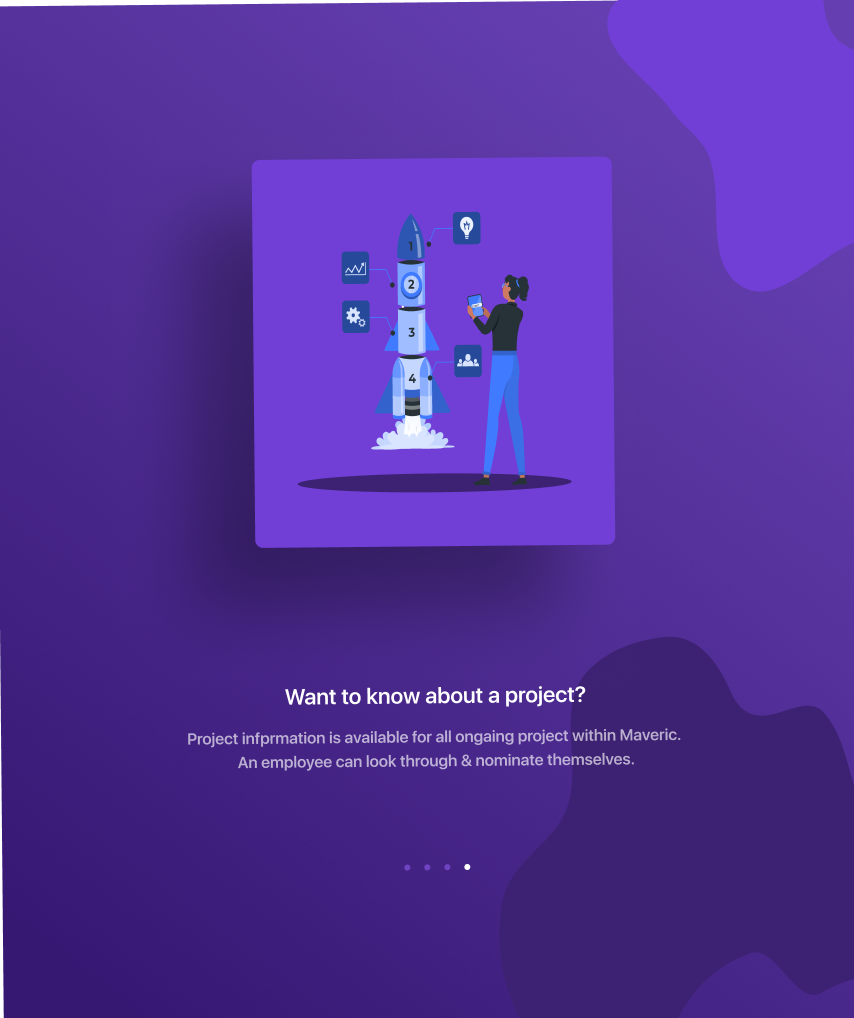 1
2
3
4
Want to know about a project?
Project infprmation is available for all ongaing project within Maveric.
An employee can look through & nominate themselves.